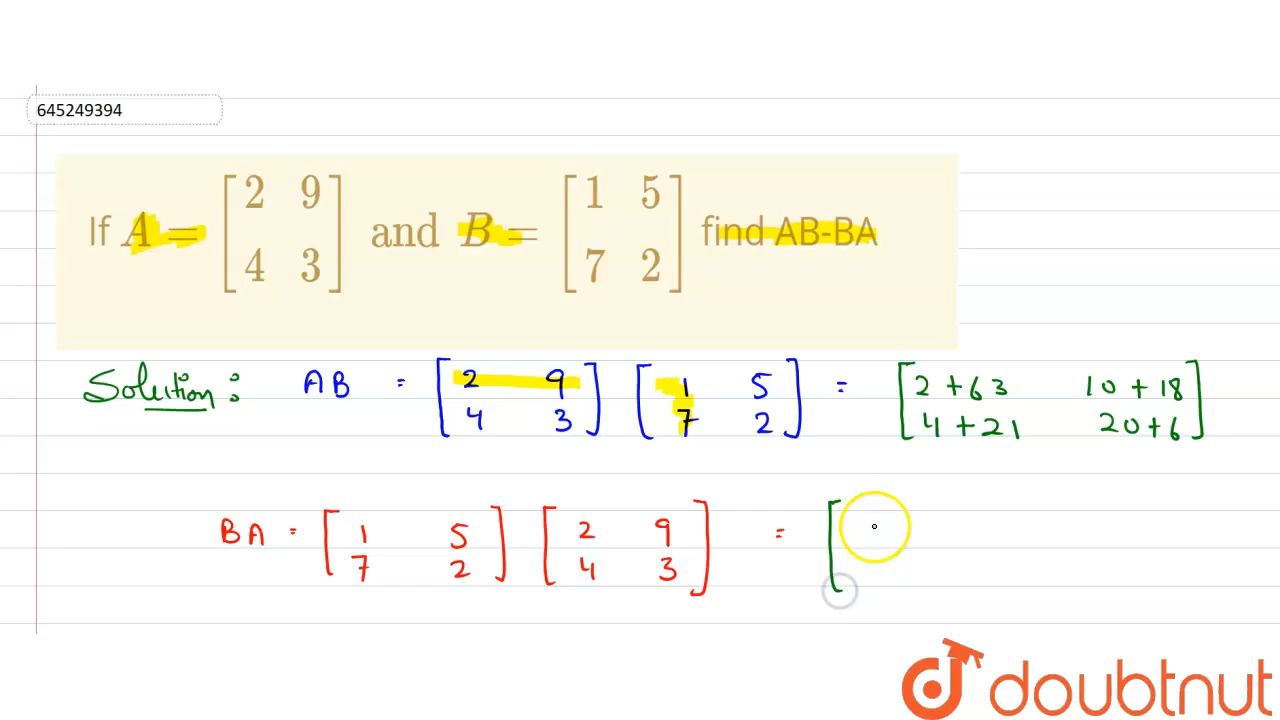 645249394
If A = [2 9] and B = [1 5] find AB-BA
[4 3] [7 2]
Solution : AB = [2 9] [1 5] = [2 + 63 10 + 18]
[4 3] [7 2] [4 + 21 20 + 6]
BA = [1 5] [2 9] = [
[7 2] [4 3]
doubtnut